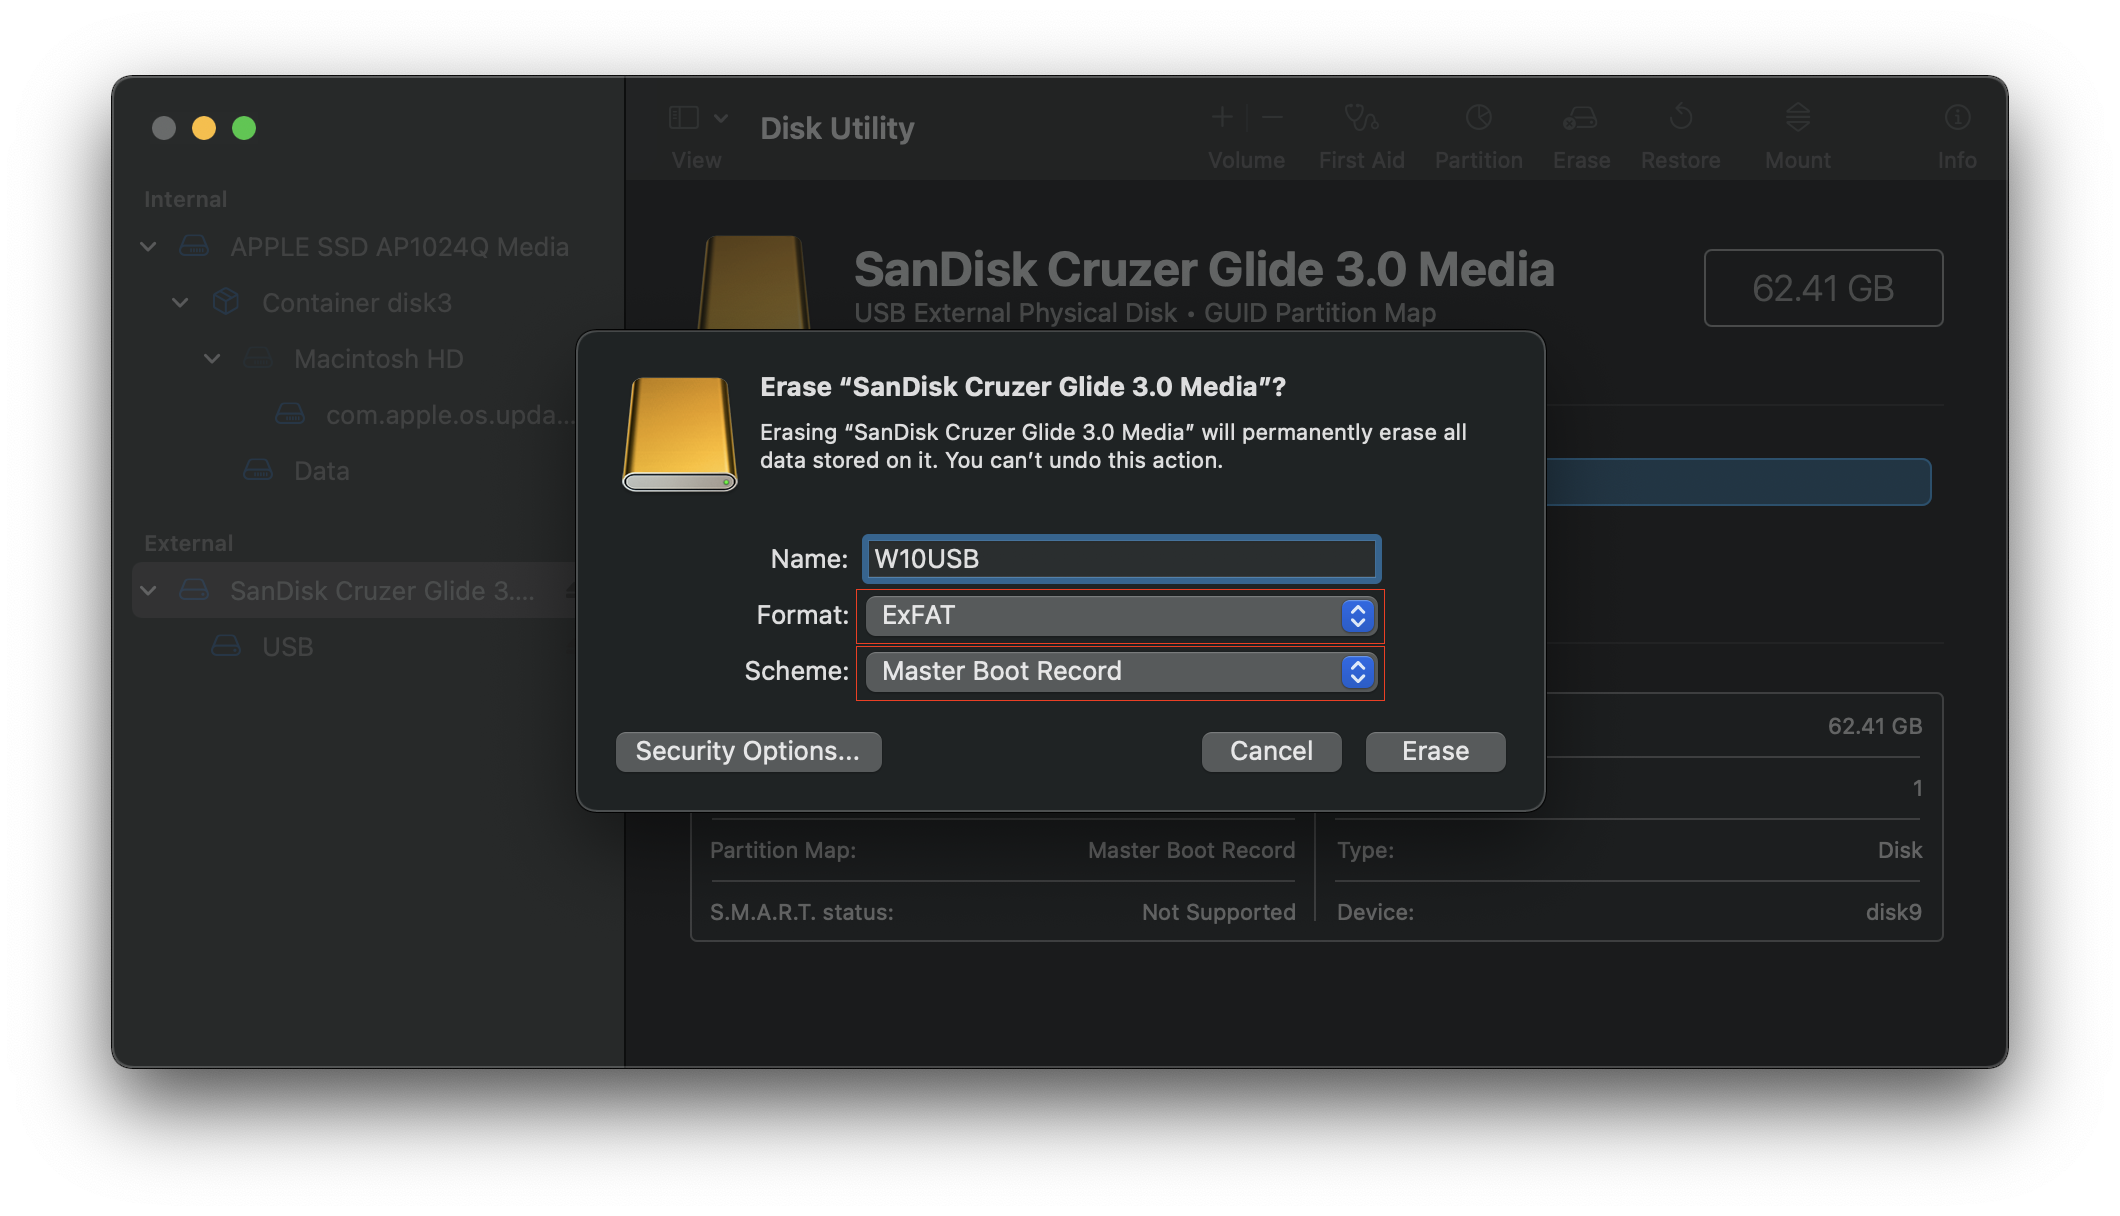 Disk Utility
View
Volume
First Aid
Partition
Erase
Restore
Mount
Info
Internal
APPLE SSD AP1024Q Media
Container disk3
Macintosh HD
com.apple.os.upda...
Data
External
SanDisk Cruzer Glide 3....
USB
SanDisk Cruzer Glide 3.0 Media
USB External Physical Disk • GUID Partition Map
62.41 GB
Erase “SanDisk Cruzer Glide 3.0 Media”?
Erasing “SanDisk Cruzer Glide 3.0 Media” will permanently erase all
data stored on it. You can’t undo this action.
Name: W10USB
Format: ExFAT
Scheme: Master Boot Record
Security Options...
Cancel
Erase
62.41 GB
1
Partition Map: Master Boot Record
Type: Disk
S.M.A.R.T. status: Not Supported
Device: disk9